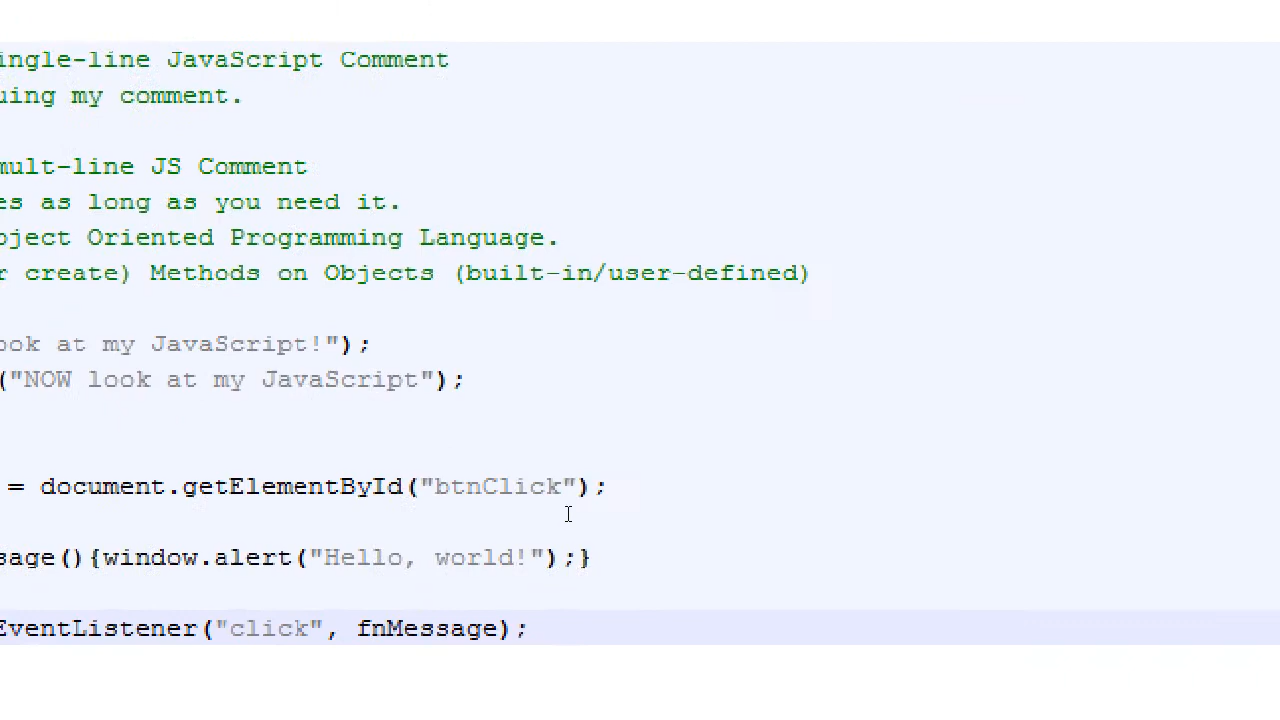 ingle-line JavaScript Comment
uing my comment.
mult-line JS Comment
es as long as you need it.
bject Oriented Programming Language.
r create) Methods on Objects (built-in/user-defined)
ook at my JavaScript!");
("NOW look at my JavaScript");
= document.getElementById("btnClick");
sage(){window.alert("Hello, world!");}
EventListener("click", fnMessage);